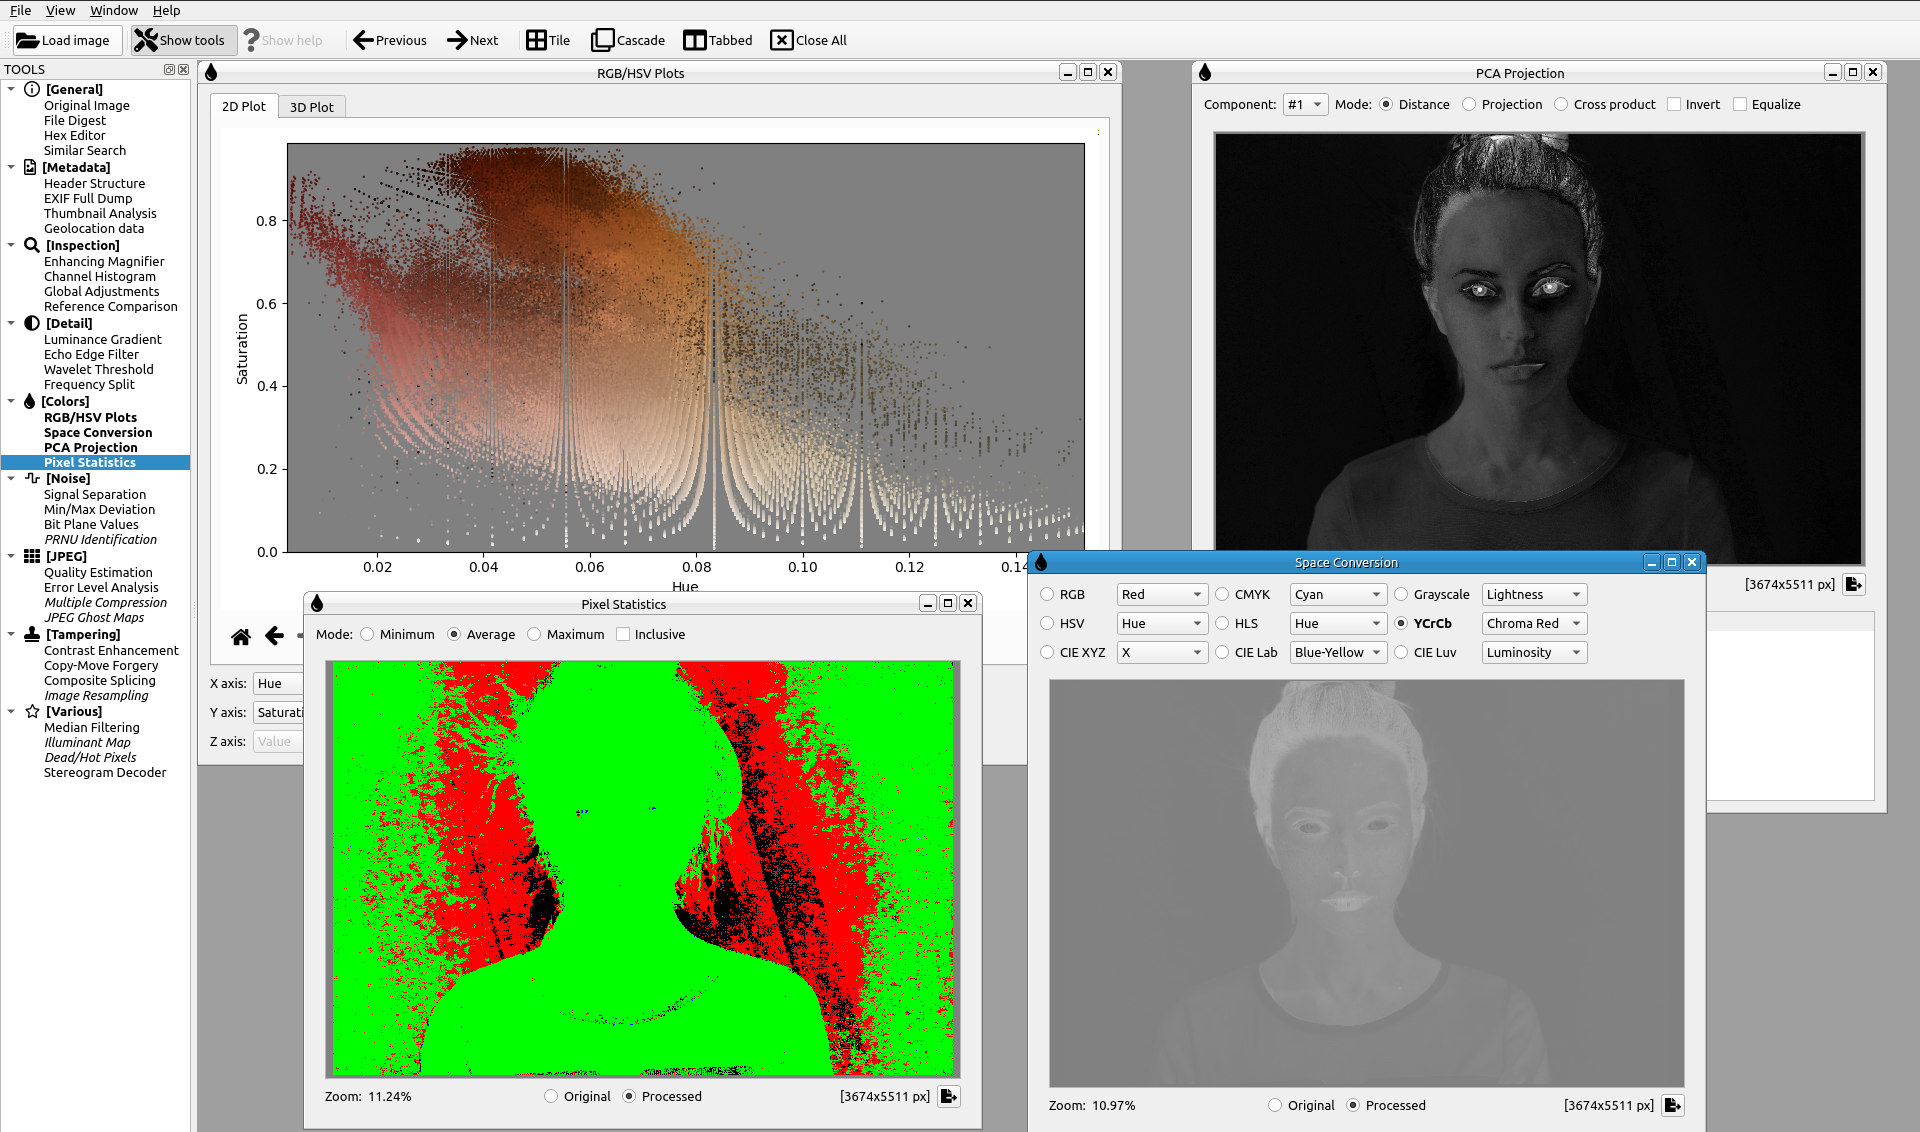 File View Window Help
Load image Show tools Show help Previous Next Tile Cascade Tabbed Close All
TOOLS
[General]
Original Image
File Digest
Hex Editor
Similar Search
[Metadata]
Header Structure
EXIF Full Dump
Thumbnail Analysis
Geolocation data
[Inspection]
Enhancing Magnifier
Channel Histogram
Global Adjustments
Reference Comparison
[Detail]
Luminance Gradient
Echo Edge Filter
Wavelet Threshold
Frequency Split
[Colors]
RGB/HSV Plots
Space Conversion
PCA Projection
Pixel Statistics
[Noise]
Signal Separation
Min/Max Deviation
Bit Plane Values
PRNU Identification
[JPEG]
Quality Estimation
Error Level Analysis
Multiple Compression
JPEG Ghost Maps
[Tampering]
Contrast Enhancement
Copy-Move Forgery
Composite Splicing
Image Resampling
[Various]
Median Filtering
Illuminant Map
Dead/Hot Pixels
Stereogram Decoder
RGB/HSV Plots
2D Plot 3D Plot
Saturation
0.8
0.6
0.4
0.2
0.0
0.02 0.04 0.06 0.08 0.10 0.12 0.14
Hue
X axis: Hue
Y axis: Saturati
Z axis: Value
PCA Projection
Component: #1 Mode: Distance Projection Cross product Invert Equalize
[3674x5511 px]
Pixel Statistics
Mode: Minimum Average Maximum Inclusive
Zoom: 11.24% Original Processed [3674x5511 px]
Space Conversion
RGB Red CMYK Cyan Grayscale Lightness
HSV Hue HLS Hue YCrCb Chroma Red
CIE XYZ X CIE Lab Blue-Yellow CIE Luv Luminosity
Zoom: 10.97% Original Processed [3674x5511 px]